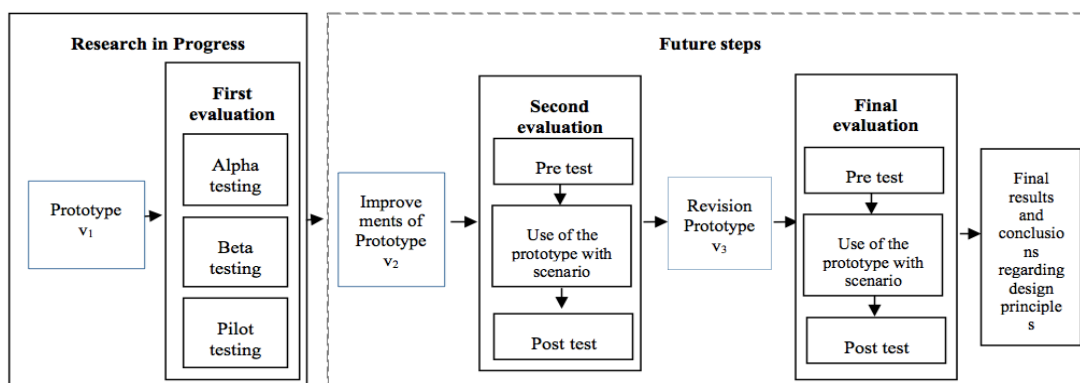 Research in Progress
First
evaluation
Alpha
testing
Prototype
v1
Beta
testing
Pilot
testing
Future steps
Improve
ments of
Prototype
v2
Second
evaluation
Pre test
Use of the
prototype with
scenario
Post test
Revision
Prototype
v3
Final
evaluation
Pre test
Use of the
prototype with
scenario
Post test
Final
results
and
conclusio
ns
regarding
design
principle
s